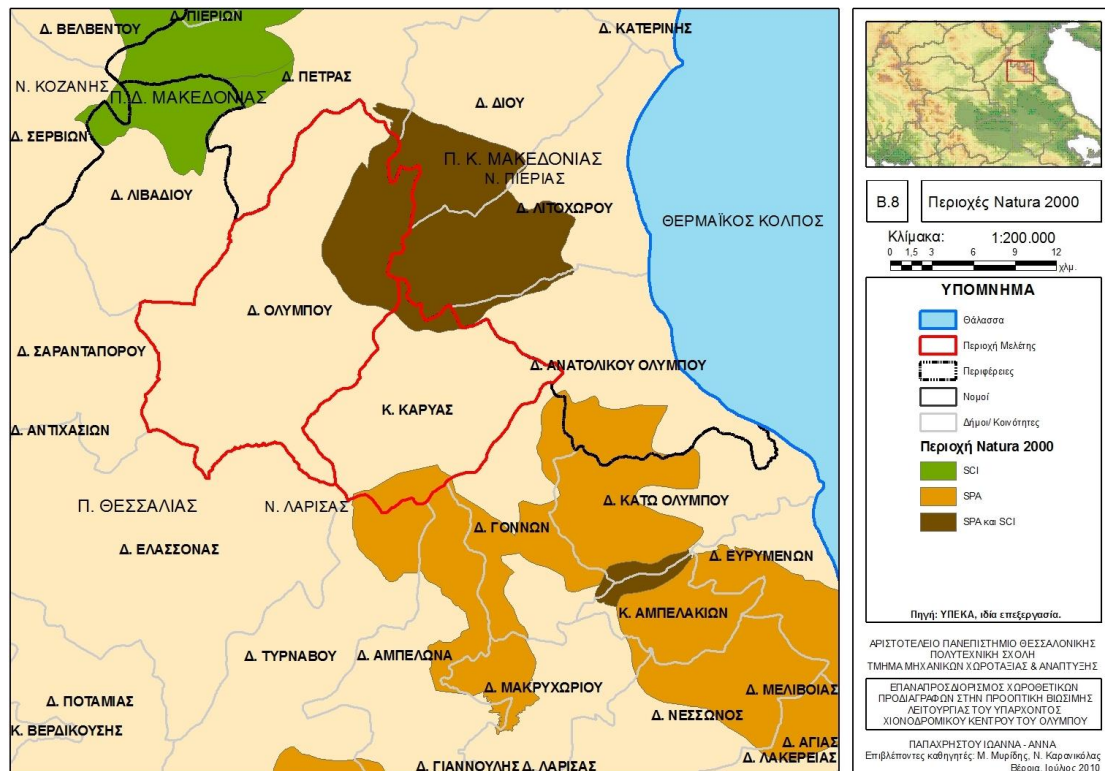 Δ. ΠΙΕΡΙΩΝ
Δ. ΒΕΛΒΕΝΤΟΥ
Δ. ΚΑΤΕΡΙΝΗΣ
Δ. ΠΕΤΡΑΣ
Ν. ΚΟΖΑΝΗΣ
Π.Δ. ΜΑΚΕΔΟΝΙΑΣ
Δ. ΔΙΟΥ
Δ. ΣΕΡΒΙΩΝ
Π. Κ. ΜΑΚΕΔΟΝΙΑΣ
Ν. ΠΙΕΡΙΑΣ
Δ. ΛΙΒΑΔΙΟΥ
Δ. ΛΙΤΟΧΩΡΟΥ
ΘΕΡΜΑΪΚΟΣ ΚΟΛΠΟΣ
Δ. ΟΛΥΜΠΟΥ
Δ. ΣΑΡΑΝΤΑΠΟΡΟΥ
Δ. ΑΝΑΤΟΛΙΚΟΥ ΟΛΥΜΠΟΥ
Κ. ΚΑΡΥΑΣ
Δ. ΑΝΤΙΧΑΣΙΩΝ
Π. ΘΕΣΣΑΛΙΑΣ
Ν. ΛΑΡΙΣΑΣ
Δ. ΚΑΤΩ ΟΛΥΜΠΟΥ
Δ. ΓΟΝΝΩΝ
Δ. ΕΛΑΣΣΟΝΑΣ
Δ. ΕΥΡΥΜΕΝΩΝ
Κ. ΑΜΠΕΛΑΚΙΩΝ
Δ. ΤΥΡΝΑΒΟΥ
Δ. ΑΜΠΕΛΩΝΑ
Δ. ΜΑΚΡΥΧΩΡΙΟΥ
Δ. ΜΕΛΙΒΟΙΑΣ
Δ. ΠΟΤΑΜΙΑΣ
Δ. ΝΕΣΣΩΝΟΣ
Κ. ΒΕΡΔΙΚΟΥΣΗΣ
Δ. ΑΓΙΑΣ
Δ. ΛΑΚΕΡΕΙΑΣ
Δ. ΓΙΑΝΝΟΥΛΗΣ
Δ. ΛΑΡΙΣΑΣ
B.8
Περιοχές Natura 2000
Κλίμακα: 1:200.000
0 1,5 3 6 9 12
χλμ.
ΥΠΟΜΝΗΜΑ
Θάλασσα
Περιοχή Μελέτης
Περιφέρειες
Νομοί
Δήμοι/ Κοινότητες
Περιοχή Natura 2000
SCI
SPA
SPA και SCI
Πηγή: ΥΠΕΚΑ, ιδία επεξεργασία.
ΑΡΙΣΤΟΤΕΛΕΙΟ ΠΑΝΕΠΙΣΤΗΜΙΟ ΘΕΣΣΑΛΟΝΙΚΗΣ
ΠΟΛΥΤΕΧΝΙΚΗ ΣΧΟΛΗ
ΤΜΗΜΑ ΜΗΧΑΝΙΚΩΝ ΧΩΡΟΤΑΞΙΑΣ & ΑΝΑΠΤΥΞΗΣ
ΕΠΑΝΑΠΡΟΣΔΙΟΡΙΣΜΟΣ ΧΩΡΟΘΕΤΙΚΩΝ
ΠΡΟΔΙΑΓΡΑΦΩΝ ΣΤΗΝ ΠΡΟΟΠΤΙΚΗ ΒΙΩΣΙΜΗΣ
ΛΕΙΤΟΥΡΓΙΑΣ ΤΟΥ ΥΠΑΡΧΟΝΤΟΣ
ΧΙΟΝΟΔΡΟΜΙΚΟΥ ΚΕΝΤΡΟΥ ΤΟΥ ΟΛΥΜΠΟΥ
ΠΑΠΑΧΡΗΣΤΟΥ ΙΩΑΝΝΑ - ΑΝΝΑ
Επιβλέποντες καθηγητές: Μ. Μυρίδης, Ν. Καρανικόλας
Βέροια, Ιούλιος 2010